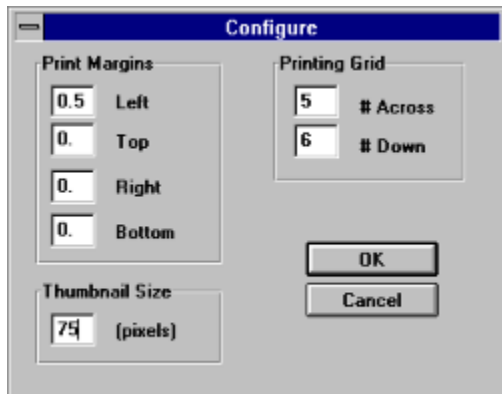 Configure
Print Margins
0.5 Left
0. Top
0. Right
0. Bottom
Thumbnail Size
75 (pixels)
Printing Grid
5 # Across
6 # Down
OK
Cancel